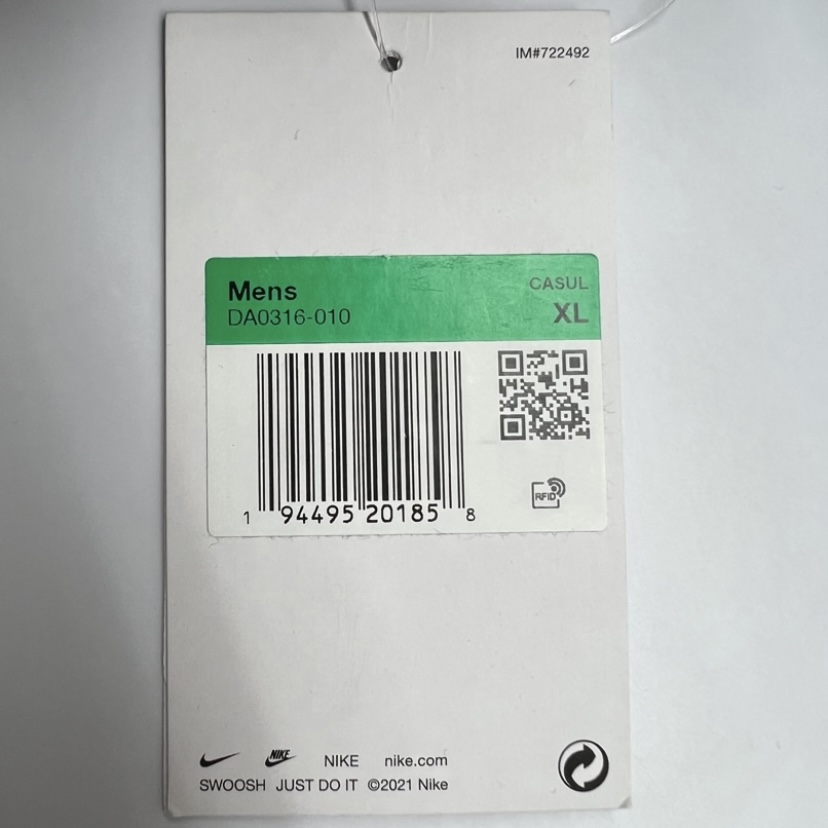 IM#722492
Mens CASUL
DA0316-010 XL
1 94495 20185 8
RFID
NIKE NIKE nike.com
SWOOSH JUST DO IT ©2021 Nike